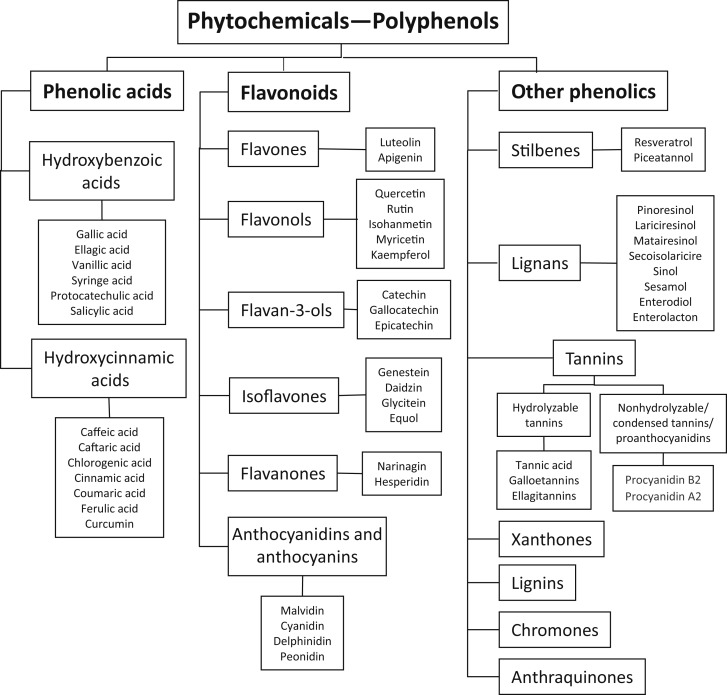 Phytochemicals—Polyphenols
Phenolic acids
Hydroxybenzoic
acids
Gallic acid
Ellagic acid
Vanillic acid
Syringe acid
Protocatechulic acid
Salicylic acid
Hydroxycinnamic
acids
Caffeic acid
Caftaric acid
Chlorogenic acid
Cinnamic acid
Coumaric acid
Ferulic acid
Curcumin
Flavonoids
Flavones
Luteolin
Apigenin
Flavonols
Quercetin
Rutin
Isohanmetin
Myricetin
Kaempferol
Flavan-3-ols
Catechin
Gallocatechin
Epicatechin
Isoflavones
Genestein
Daidzin
Glycitein
Equol
Flavanones
Narinagin
Hesperidin
Anthocyanidins and
anthocyanins
Malvidin
Cyanidin
Delphinidin
Peonidin
Other phenolics
Stilbenes
Resveratrol
Piceatannol
Lignans
Pinoresinol
Lariciresinol
Matairesinol
Secoisolaricire
Sinol
Sesamol
Enterodiol
Enterolacton
Tannins
Hydrolyzable
tannins
Tannic acid
Galloetannins
Ellagitannins
Nonhydrolyzable/
condensed tannins/
proanthocyanidins
Procyanidin B2
Procyanidin A2
Xanthones
Lignins
Chromones
Anthraquinones